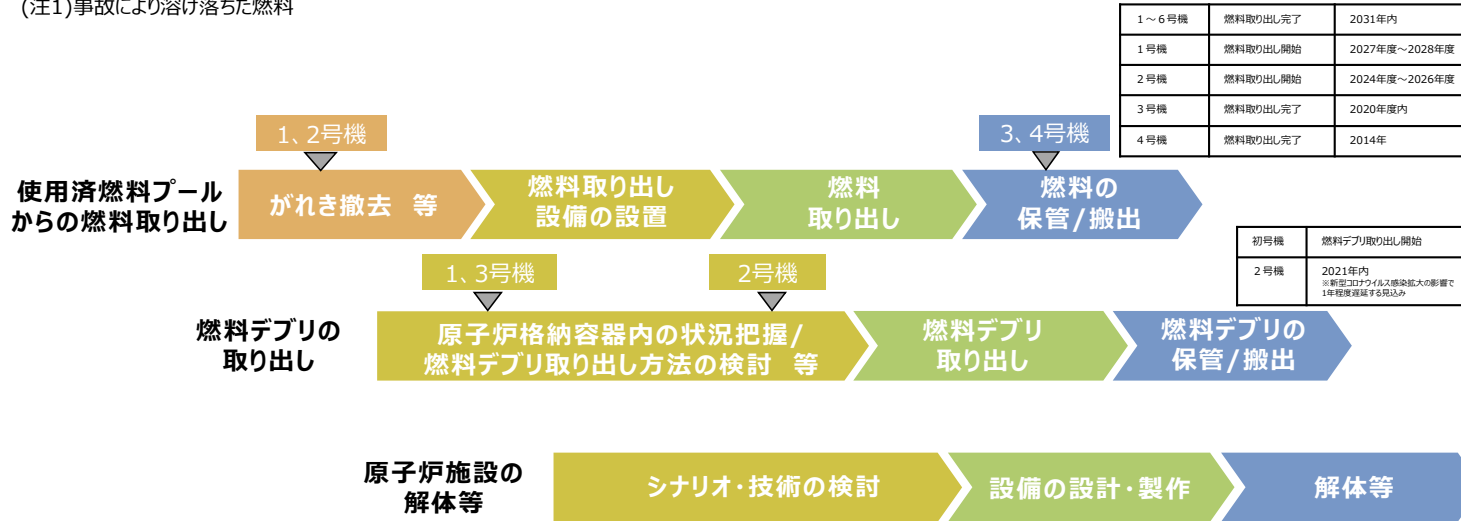 (注1)事故により溶け落ちた燃料
1～6号機 燃料取り出し完了 2031年内
1号機 燃料取り出し開始 2027年度～2028年度
2号機 燃料取り出し開始 2024年度～2026年度
3号機 燃料取り出し完了 2020年度内
4号機 燃料取り出し完了 2014年
1、2号機
3、4号機
使用済燃料プール
からの燃料取り出し
がれき撤去 等
燃料取り出し
設備の設置
燃料
取り出し
燃料の
保管/搬出
初号機 燃料デブリ取り出し開始
2号機 2021年内
※新型コロナウイルス感染拡大の影響で
1年程度遅延する見込み
1、3号機
2号機
燃料デブリの
取り出し
原子炉格納容器内の状況把握/
燃料デブリ取り出し方法の検討 等
燃料デブリ
取り出し
燃料デブリの
保管/搬出
原子炉施設の
解体等
シナリオ・技術の検討
設備の設計・製作
解体等